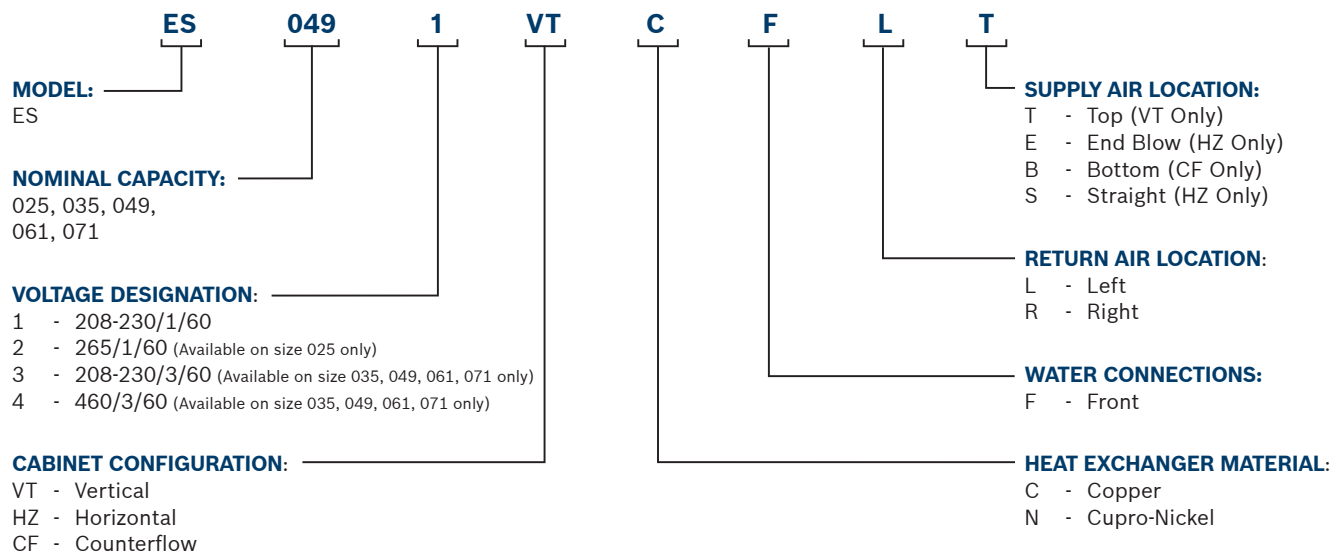 ES 049 1 VT C F L T
MODEL:
ES
NOMINAL CAPACITY:
025, 035, 049,
061, 071
VOLTAGE DESIGNATION:
1 - 208-230/1/60
2 - 265/1/60 (Available on size 025 only)
3 - 208-230/3/60 (Available on size 035, 049, 061, 071 only)
4 - 460/3/60 (Available on size 035, 049, 061, 071 only)
CABINET CONFIGURATION:
VT - Vertical
HZ - Horizontal
CF - Counterflow
SUPPLY AIR LOCATION:
T - Top (VT Only)
E - End Blow (HZ Only)
B - Bottom (CF Only)
S - Straight (HZ Only)
RETURN AIR LOCATION:
L - Left
R - Right
WATER CONNECTIONS:
F - Front
HEAT EXCHANGER MATERIAL:
C - Copper
N - Cupro-Nickel